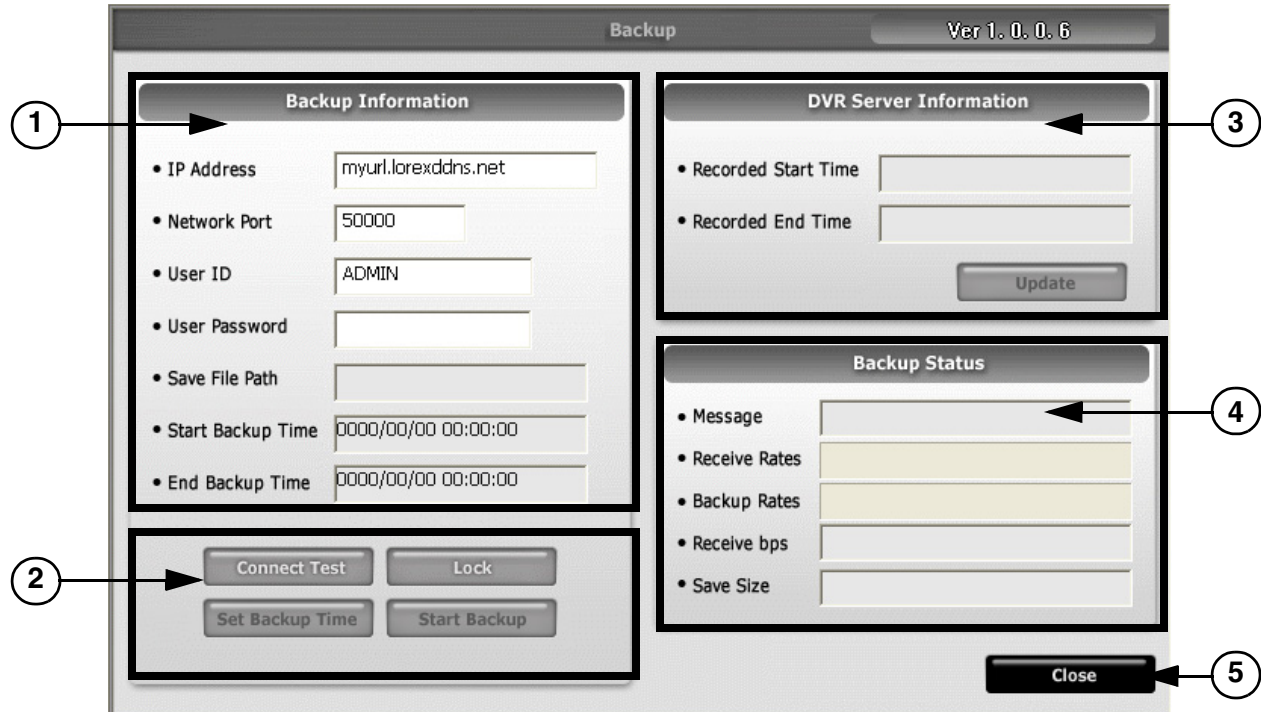 Backup
Ver 1. 0. 0. 6
1
Backup Information
• IP Address myurl.lorexddns.net
• Network Port 50000
• User ID ADMIN
• User Password
• Save File Path
• Start Backup Time 0000/00/00 00:00:00
• End Backup Time 0000/00/00 00:00:00
2
Connect Test Lock
Set Backup Time Start Backup
3
DVR Server Information
• Recorded Start Time
• Recorded End Time
Update
4
Backup Status
• Message
• Receive Rates
• Backup Rates
• Receive bps
• Save Size
Close
5